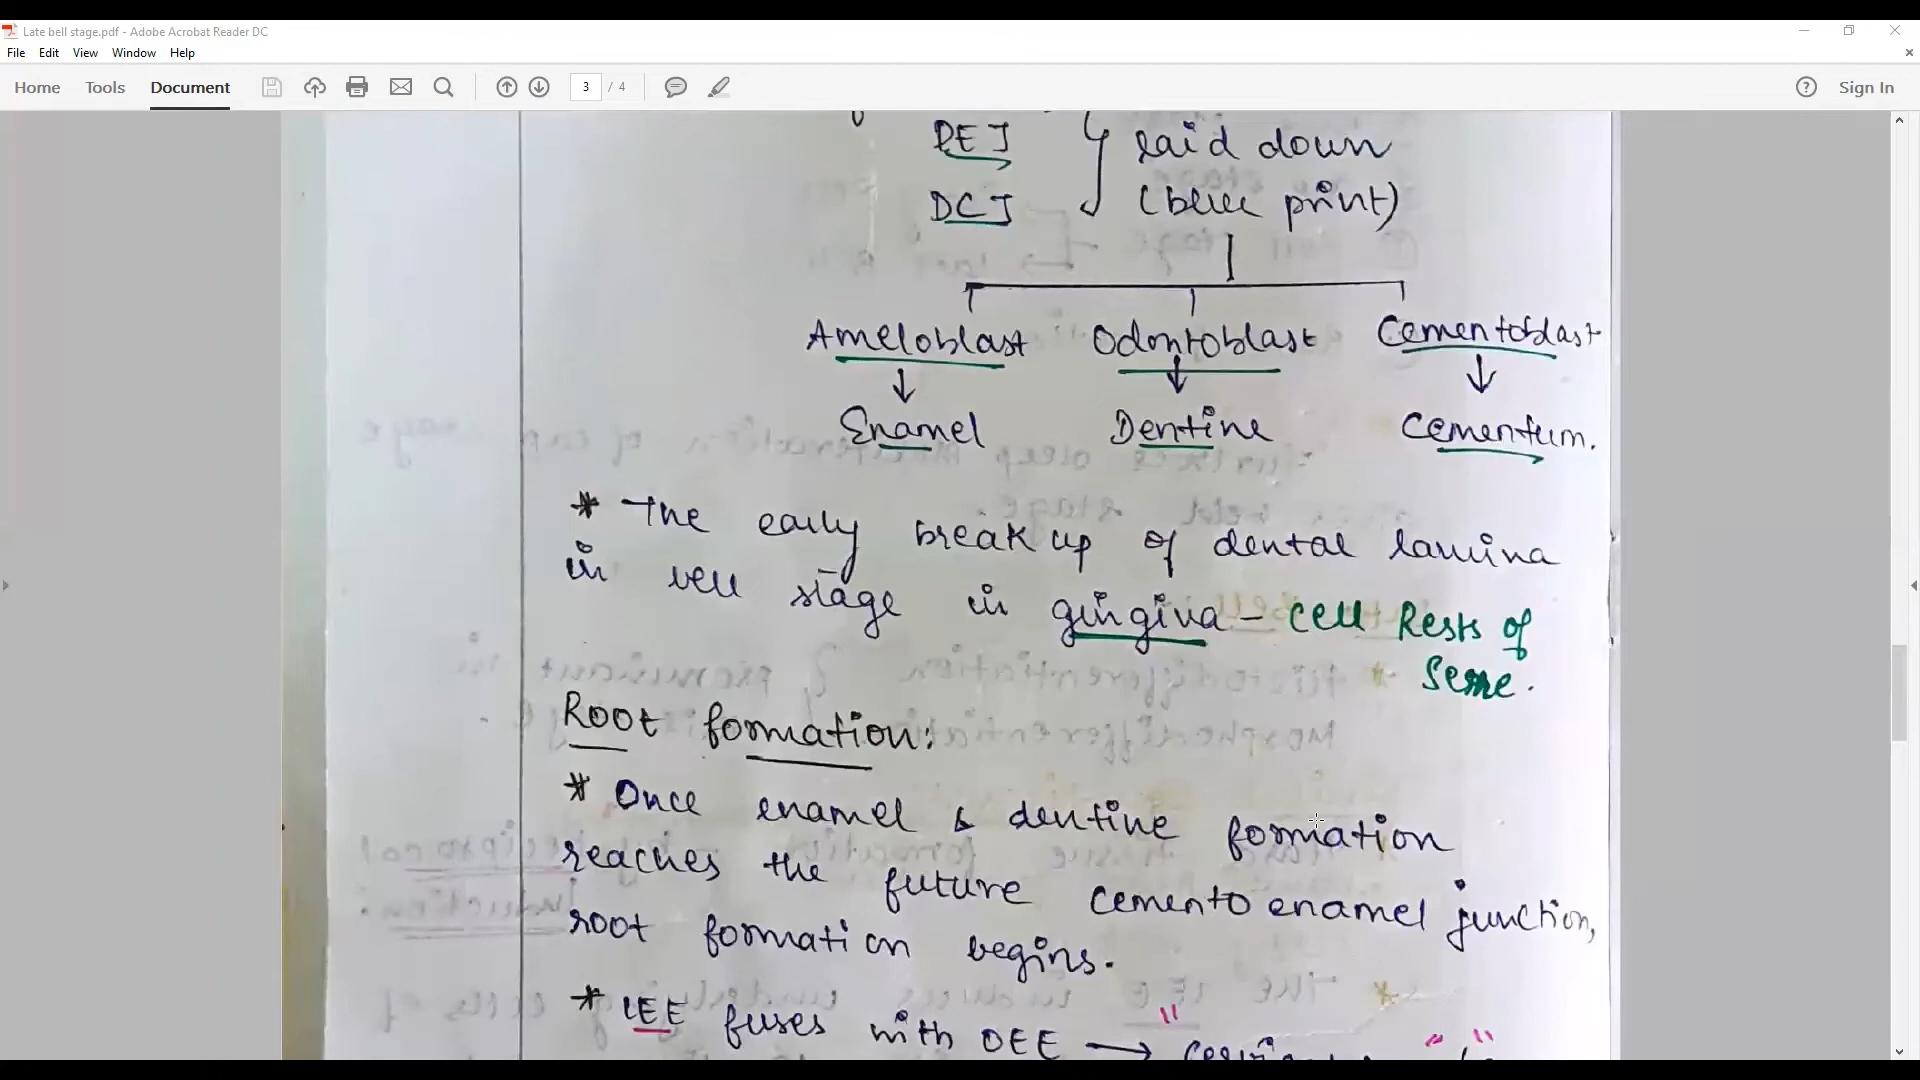 Late bell stage.pdf - Adobe Acrobat Reader DC
File Edit View Window Help
Home Tools Document 3 / 4 Sign In
DEJ laid down
DCJ (blue print)
Ameloblast Odontoblast Cementoblast
Enamel Dentine Cementum.
* The early break up of dental lamina
in bell stage in gingiva - Cell Rests of
Serre.
Root formation:
* Once enamel & dentine formation
reaches the future cemento enamel junction,
root formation begins.
* IEE fuses with OEE →